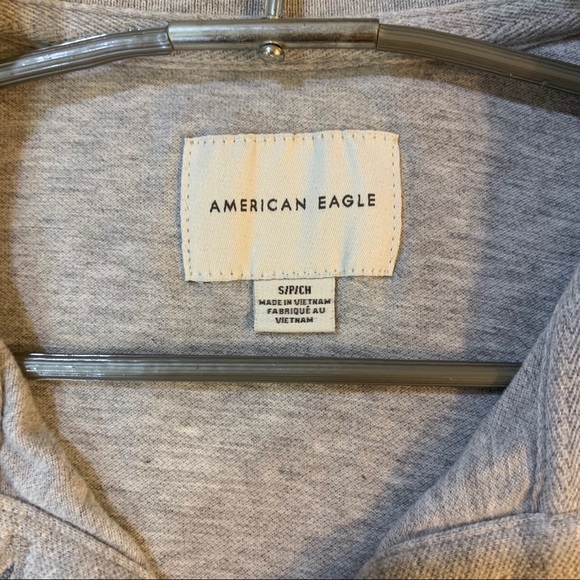 AMERICAN EAGLE
S/P/CH
MADE IN VIETNAM
FABRIQUÉ AU
VIETNAM